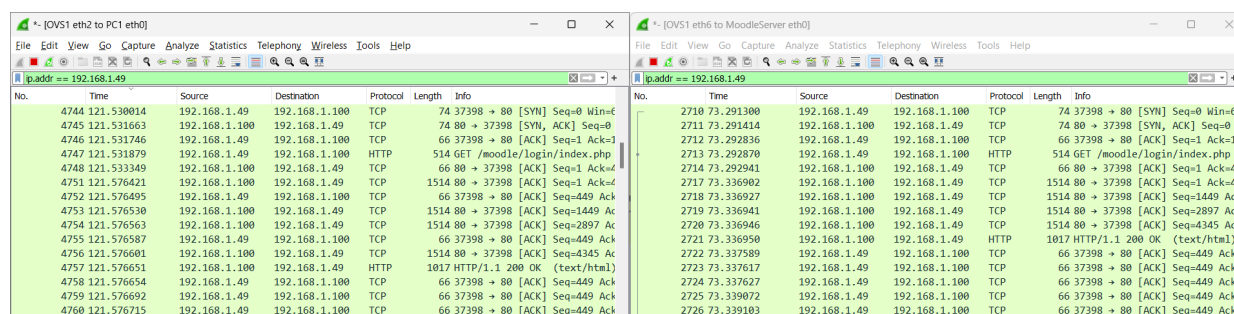 *- [OVS1 eth2 to PC1 eth0]
File Edit View Go Capture Analyze Statistics Telephony Wireless Tools Help
ip.addr == 192.168.1.49
No. Time Source Destination Protocol Length Info
4744 121.530014 192.168.1.49 192.168.1.100 TCP 74 37398 → 80 [SYN] Seq=0 Win=6
4745 121.531663 192.168.1.100 192.168.1.49 TCP 74 80 → 37398 [SYN, ACK] Seq=0
4746 121.531746 192.168.1.49 192.168.1.100 TCP 66 37398 → 80 [ACK] Seq=1 Ack=1
4747 121.531879 192.168.1.49 192.168.1.100 HTTP 514 GET /moodle/login/index.php
4748 121.533349 192.168.1.100 192.168.1.49 TCP 66 80 → 37398 [ACK] Seq=1 Ack=4
4751 121.576421 192.168.1.100 192.168.1.49 TCP 1514 80 → 37398 [ACK] Seq=1 Ack=4
4752 121.576495 192.168.1.49 192.168.1.100 TCP 66 37398 → 80 [ACK] Seq=449 Ack
4753 121.576530 192.168.1.100 192.168.1.49 TCP 1514 80 → 37398 [ACK] Seq=1449 Ac
4754 121.576563 192.168.1.100 192.168.1.49 TCP 1514 80 → 37398 [ACK] Seq=2897 Ac
4755 121.576587 192.168.1.49 192.168.1.100 TCP 66 37398 → 80 [ACK] Seq=449 Ack
4756 121.576601 192.168.1.100 192.168.1.49 TCP 1514 80 → 37398 [ACK] Seq=4345 Ac
4757 121.576651 192.168.1.100 192.168.1.49 HTTP 1017 HTTP/1.1 200 OK (text/html)
4758 121.576654 192.168.1.49 192.168.1.100 TCP 66 37398 → 80 [ACK] Seq=449 Ack
4759 121.576692 192.168.1.49 192.168.1.100 TCP 66 37398 → 80 [ACK] Seq=449 Ack
4760 121.576715 192.168.1.49 192.168.1.100 TCP 66 37398 → 80 [ACK] Seq=449 Ack
*- [OVS1 eth6 to MoodleServer eth0]
File Edit View Go Capture Analyze Statistics Telephony Wireless Tools Help
ip.addr == 192.168.1.49
No. Time Source Destination Protocol Length Info
2710 73.291300 192.168.1.49 192.168.1.100 TCP 74 37398 → 80 [SYN] Seq=0 Win=6
2711 73.291414 192.168.1.100 192.168.1.49 TCP 74 80 → 37398 [SYN, ACK] Seq=0
2712 73.292836 192.168.1.49 192.168.1.100 TCP 66 37398 → 80 [ACK] Seq=1 Ack=1
2713 73.292870 192.168.1.49 192.168.1.100 HTTP 514 GET /moodle/login/index.php
2714 73.292941 192.168.1.100 192.168.1.49 TCP 66 80 → 37398 [ACK] Seq=1 Ack=4
2717 73.336902 192.168.1.100 192.168.1.49 TCP 1514 80 → 37398 [ACK] Seq=1 Ack=4
2718 73.336927 192.168.1.100 192.168.1.49 TCP 1514 80 → 37398 [ACK] Seq=1449 Ac
2719 73.336941 192.168.1.100 192.168.1.49 TCP 1514 80 → 37398 [ACK] Seq=2897 Ac
2720 73.336946 192.168.1.100 192.168.1.49 TCP 1514 80 → 37398 [ACK] Seq=4345 Ac
2721 73.336950 192.168.1.100 192.168.1.49 HTTP 1017 HTTP/1.1 200 OK (text/html)
2722 73.337589 192.168.1.49 192.168.1.100 TCP 66 37398 → 80 [ACK] Seq=449 Ack
2723 73.337617 192.168.1.49 192.168.1.100 TCP 66 37398 → 80 [ACK] Seq=449 Ack
2724 73.337627 192.168.1.49 192.168.1.100 TCP 66 37398 → 80 [ACK] Seq=449 Ack
2725 73.339072 192.168.1.49 192.168.1.100 TCP 66 37398 → 80 [ACK] Seq=449 Ack
2726 73.339103 192.168.1.49 192.168.1.100 TCP 66 37398 → 80 [ACK] Seq=449 Ack